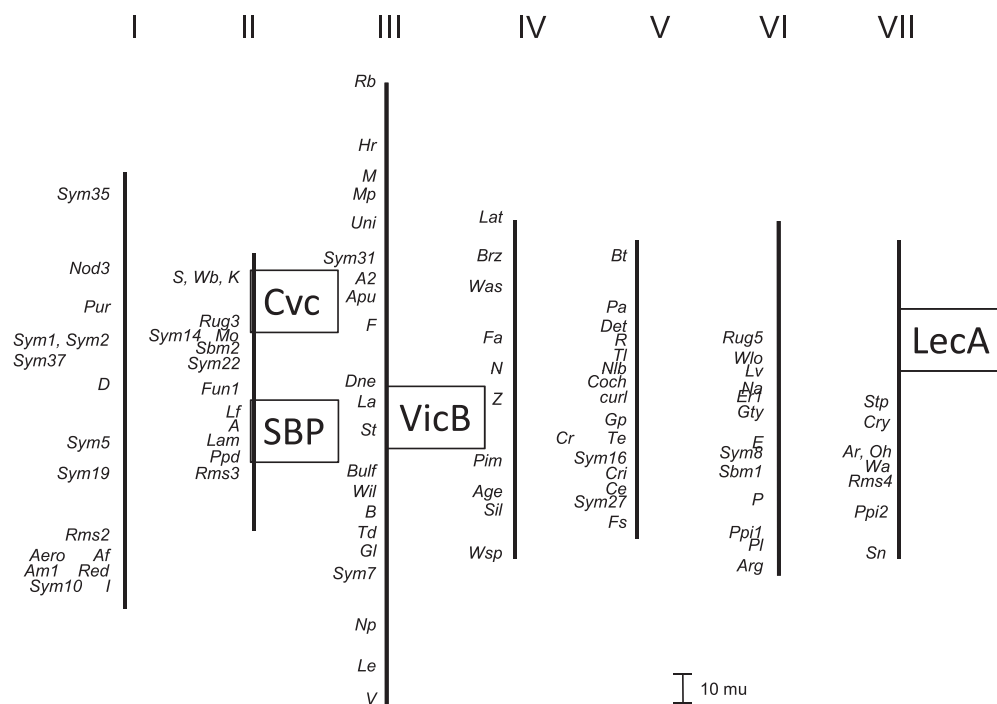 I II III IV V VI VII
Sym35
Nod3
Pur
Sym1, Sym2
Sym37
D
Sym5
Sym19
Rms2
Aero Af
Am1 Red
Sym10 I
S, Wb, K
Rug3
Sym14 Mo
Sbm2
Sym22
Fun1
Lf
A
Lam
Ppd
Rms3
Cvc
SBP
Rb
Hr
M
Mp
Uni
Sym31
A2
Apu
F
Dne
La
St
Bulf
Wil
B
Td
Gl
Sym7
Np
Le
V
VicB
Lat
Brz
Was
Fa
N
Z
Pim
Age
Sil
Wsp
Bt
Pa
Det
R
Tl
Nlb
Coch
curl
Gp
Cr Te
Sym16
Cri
Ce
Sym27
Fs
Rug5
Wlo
Lv
Na
Er1
Gty
E
Sym8
Sbm1
P
Ppi1
Pl
Arg
LecA
Stp
Cry
Ar, Oh
Wa
Rms4
Ppi2
Sn
10 mu